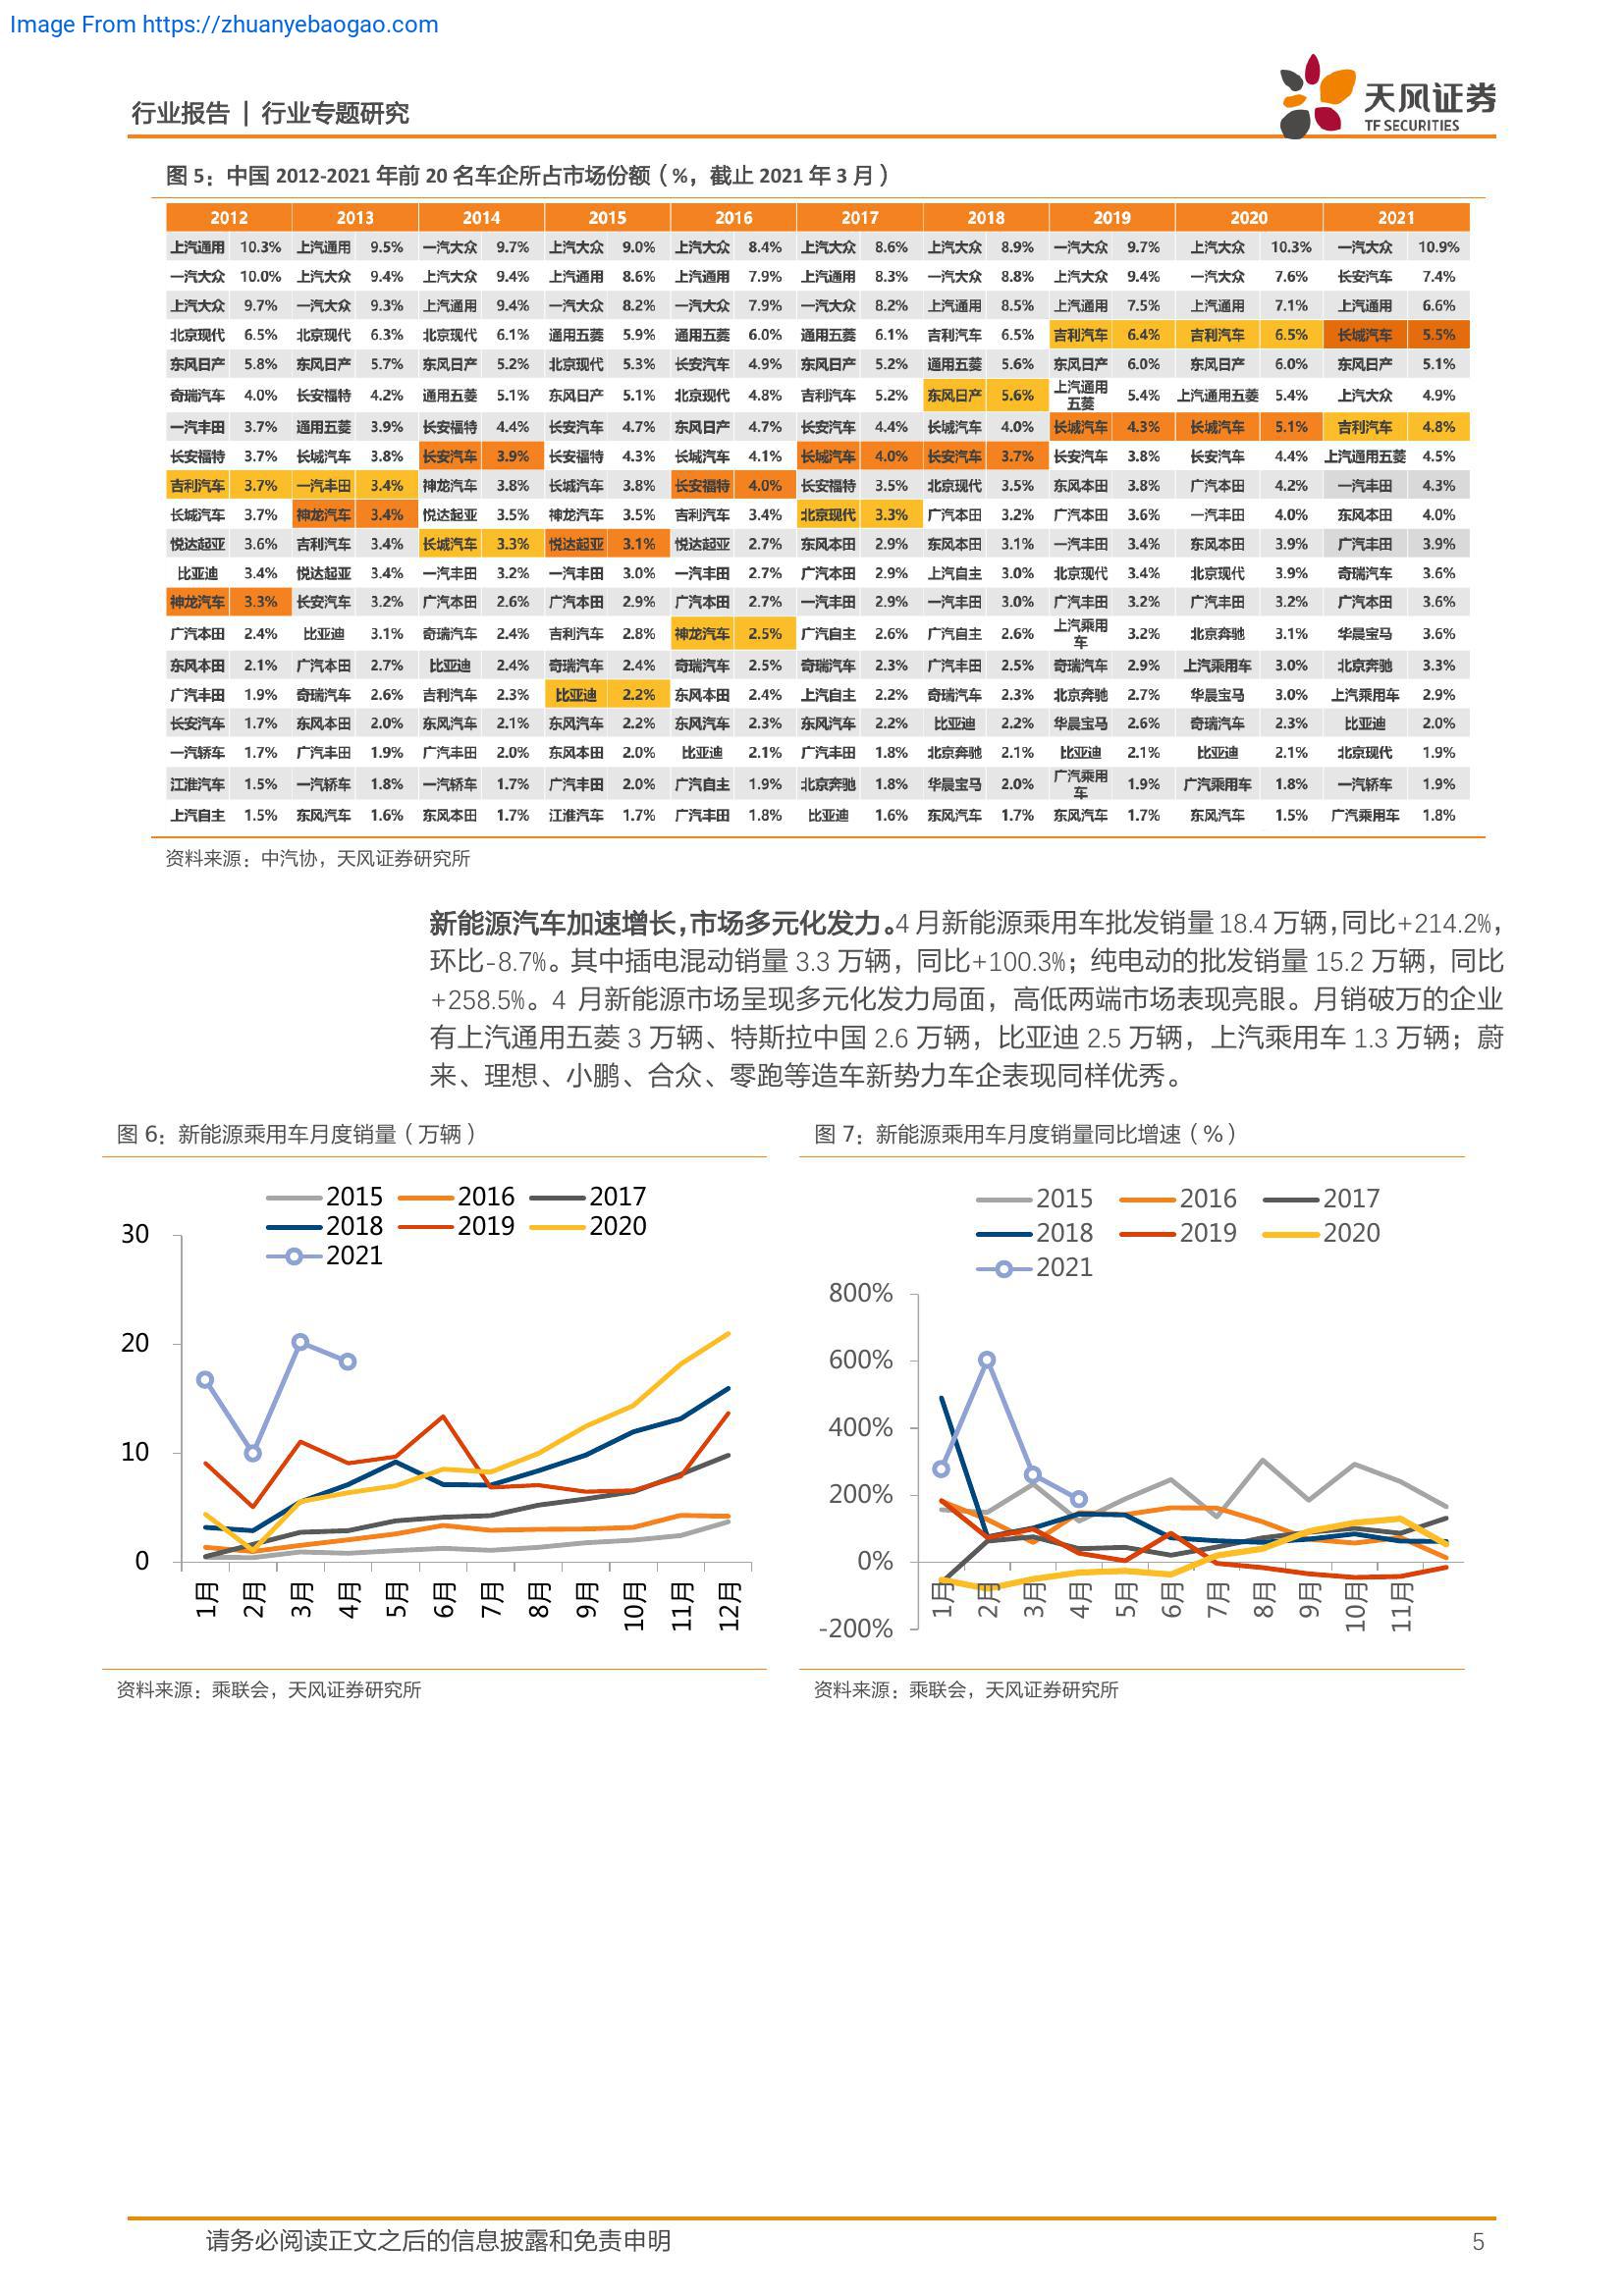 Image From https://zhuanyebaogao.com
行业报告 | 行业专题研究
天风证券
TF SECURITIES
图 5：中国 2012-2021 年前 20 名车企所占市场份额（%，截止 2021 年 3 月）
2012 2013 2014 2015 2016 2017 2018 2019 2020 2021
上汽通用 10.3% 上汽通用 9.5% 一汽大众 9.7% 上汽大众 9.0% 上汽大众 8.4% 上汽大众 8.6% 上汽大众 8.9% 一汽大众 9.7% 上汽大众 10.3% 一汽大众 10.9%
一汽大众 10.0% 上汽大众 9.4% 上汽大众 9.4% 上汽通用 8.6% 上汽通用 7.9% 上汽通用 8.3% 一汽大众 8.8% 上汽大众 9.4% 一汽大众 7.6% 长安汽车 7.4%
上汽大众 9.7% 一汽大众 9.3% 上汽通用 9.4% 一汽大众 8.2% 一汽大众 7.9% 一汽大众 8.2% 上汽通用 8.5% 上汽通用 7.5% 上汽通用 7.1% 上汽通用 6.6%
北京现代 6.5% 北京现代 6.3% 北京现代 6.1% 通用五菱 5.9% 通用五菱 6.0% 通用五菱 6.1% 吉利汽车 6.5% 吉利汽车 6.4% 吉利汽车 6.5% 长城汽车 5.5%
东风日产 5.8% 东风日产 5.7% 东风日产 5.2% 北京现代 5.3% 长安汽车 4.9% 东风日产 5.2% 通用五菱 5.6% 东风日产 6.0% 东风日产 6.0% 东风日产 5.1%
奇瑞汽车 4.0% 长安福特 4.2% 通用五菱 5.1% 东风日产 5.1% 北京现代 4.8% 吉利汽车 5.2% 东风日产 5.6% 上汽通用五菱 5.4% 上汽通用五菱 5.4% 上汽大众 4.9%
一汽丰田 3.7% 通用五菱 3.9% 长安福特 4.4% 长安汽车 4.7% 东风日产 4.7% 长安汽车 4.4% 长城汽车 4.0% 长城汽车 4.3% 长城汽车 5.1% 吉利汽车 4.8%
长安福特 3.7% 长城汽车 3.8% 长安汽车 3.9% 长安福特 4.3% 长城汽车 4.1% 长城汽车 4.0% 长安汽车 3.7% 长安汽车 3.8% 长安汽车 4.4% 上汽通用五菱 4.5%
吉利汽车 3.7% 一汽丰田 3.4% 神龙汽车 3.8% 长城汽车 3.8% 长安福特 4.0% 长安福特 3.5% 北京现代 3.5% 东风本田 3.8% 广汽本田 4.2% 一汽丰田 4.3%
长城汽车 3.7% 神龙汽车 3.4% 悦达起亚 3.5% 神龙汽车 3.5% 吉利汽车 3.4% 北京现代 3.3% 广汽本田 3.2% 广汽本田 3.6% 一汽丰田 4.0% 东风本田 4.0%
悦达起亚 3.6% 吉利汽车 3.4% 长城汽车 3.3% 悦达起亚 3.1% 悦达起亚 2.7% 东风本田 2.9% 东风本田 3.1% 一汽丰田 3.4% 东风本田 3.9% 广汽丰田 3.9%
比亚迪 3.4% 悦达起亚 3.4% 一汽丰田 3.2% 一汽丰田 3.0% 一汽丰田 2.7% 广汽本田 2.9% 上汽自主 3.0% 北京现代 3.4% 北京现代 3.9% 奇瑞汽车 3.6%
神龙汽车 3.3% 长安汽车 3.2% 广汽本田 2.6% 广汽本田 2.9% 广汽本田 2.7% 一汽丰田 2.9% 一汽丰田 3.0% 广汽丰田 3.2% 广汽丰田 3.2% 广汽本田 3.6%
广汽本田 2.4% 比亚迪 3.1% 奇瑞汽车 2.4% 吉利汽车 2.8% 神龙汽车 2.5% 广汽自主 2.6% 广汽自主 2.6% 上汽乘用车 3.2% 北京奔驰 3.1% 华晨宝马 3.6%
东风本田 2.1% 广汽本田 2.7% 比亚迪 2.4% 奇瑞汽车 2.4% 奇瑞汽车 2.5% 奇瑞汽车 2.3% 广汽丰田 2.5% 奇瑞汽车 2.9% 上汽乘用车 3.0% 北京奔驰 3.3%
广汽丰田 1.9% 奇瑞汽车 2.6% 吉利汽车 2.3% 比亚迪 2.2% 东风本田 2.4% 上汽自主 2.2% 奇瑞汽车 2.3% 北京奔驰 2.7% 华晨宝马 3.0% 上汽乘用车 2.9%
长安汽车 1.7% 东风本田 2.0% 东风汽车 2.1% 东风汽车 2.2% 东风汽车 2.3% 东风汽车 2.2% 比亚迪 2.2% 华晨宝马 2.6% 奇瑞汽车 2.3% 比亚迪 2.0%
一汽轿车 1.7% 广汽丰田 1.9% 广汽丰田 2.0% 东风本田 2.0% 比亚迪 2.1% 广汽丰田 1.8% 北京奔驰 2.1% 比亚迪 2.1% 比亚迪 2.1% 北京现代 1.9%
江淮汽车 1.5% 一汽轿车 1.8% 一汽轿车 1.7% 广汽丰田 2.0% 广汽自主 1.9% 北京奔驰 1.8% 华晨宝马 2.0% 广汽乘用车 1.9% 广汽乘用车 1.8% 一汽轿车 1.9%
上汽自主 1.5% 东风汽车 1.6% 东风本田 1.7% 江淮汽车 1.7% 广汽丰田 1.8% 比亚迪 1.6% 东风汽车 1.7% 东风汽车 1.7% 东风汽车 1.5% 广汽乘用车 1.8%
资料来源：中汽协，天风证券研究所
新能源汽车加速增长，市场多元化发力。4 月新能源乘用车批发销量 18.4 万辆，同比+214.2%，
环比-8.7%。其中插电混动销量 3.3 万辆，同比+100.3%；纯电动的批发销量 15.2 万辆，同比
+258.5%。4 月新能源市场呈现多元化发力局面，高低两端市场表现亮眼。月销破万的企业
有上汽通用五菱 3 万辆、特斯拉中国 2.6 万辆，比亚迪 2.5 万辆，上汽乘用车 1.3 万辆；蔚
来、理想、小鹏、合众、零跑等造车新势力车企表现同样优秀。
图 6：新能源乘用车月度销量（万辆）
2015 2016 2017
2018 2019 2020
2021
30
20
10
0
1月 2月 3月 4月 5月 6月 7月 8月 9月 10月 11月 12月
资料来源：乘联会，天风证券研究所
图 7：新能源乘用车月度销量同比增速（%）
2015 2016 2017
2018 2019 2020
2021
800%
600%
400%
200%
0%
-200%
1月 2月 3月 4月 5月 6月 7月 8月 9月 10月 11月
资料来源：乘联会，天风证券研究所
请务必阅读正文之后的信息披露和免责申明
5